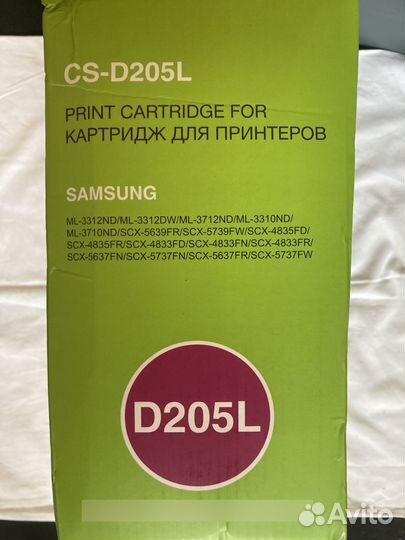 CS-D205L
PRINT CARTRIDGE FOR
КАРТРИДЖ ДЛЯ ПРИНТЕРОВ
SAMSUNG
ML-3312ND/ML-3312DW/ML-3712ND/ML-3310ND/
ML-3710ND/SCX-5639FR/SCX-5739FW/SCX-4835FD/
SCX-4835FR/SCX-4833FD/SCX-4833FN/SCX-4833FR/
SCX-5637FN/SCX-5737FN/SCX-5637FR/SCX-5737FW
D205L
Avito